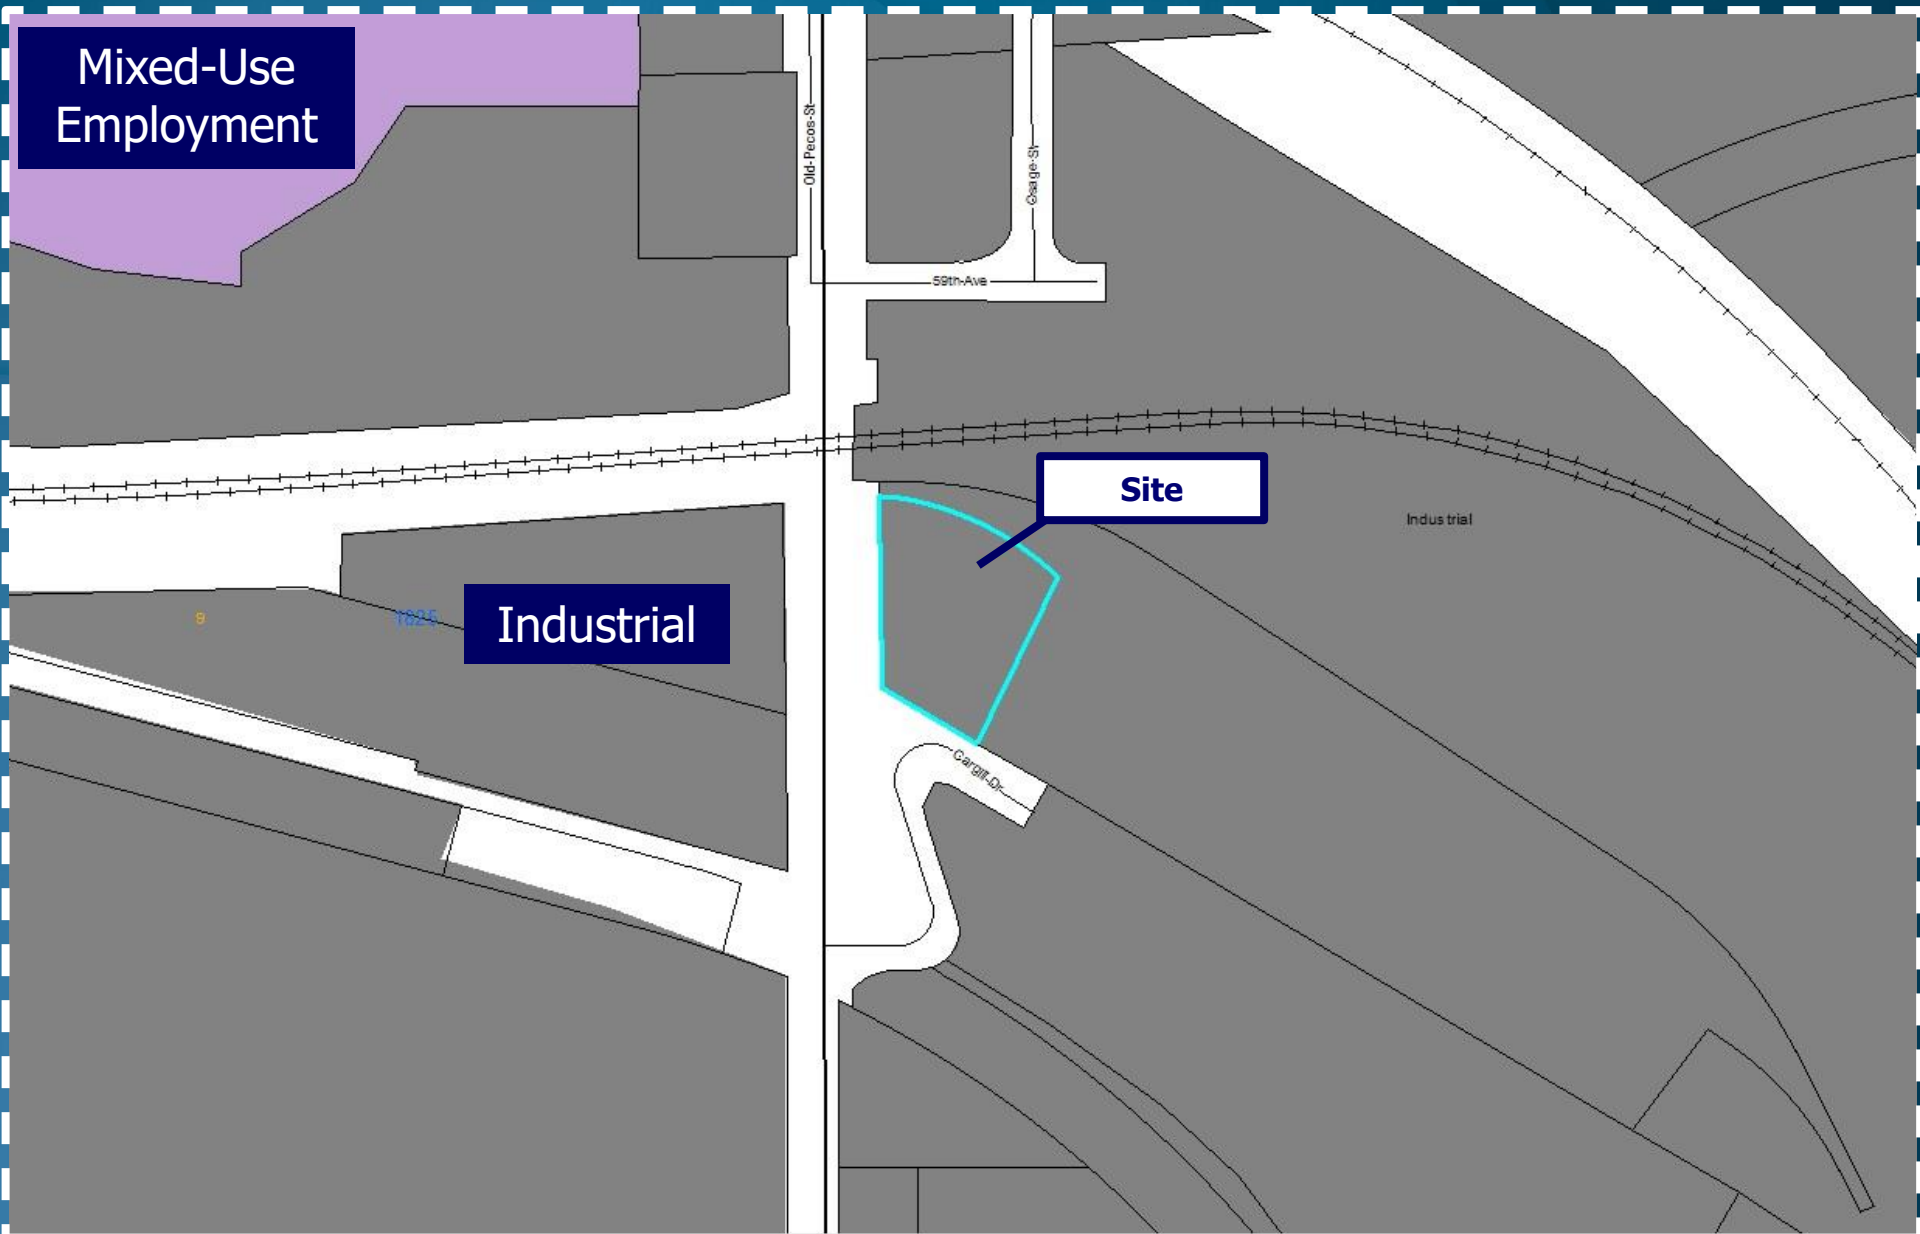 Mixed-Use
Employment
Old-Pecos-St
Osage-St
59th-Ave
Site
Industrial
9
1825
Industrial
Cargill-Dr